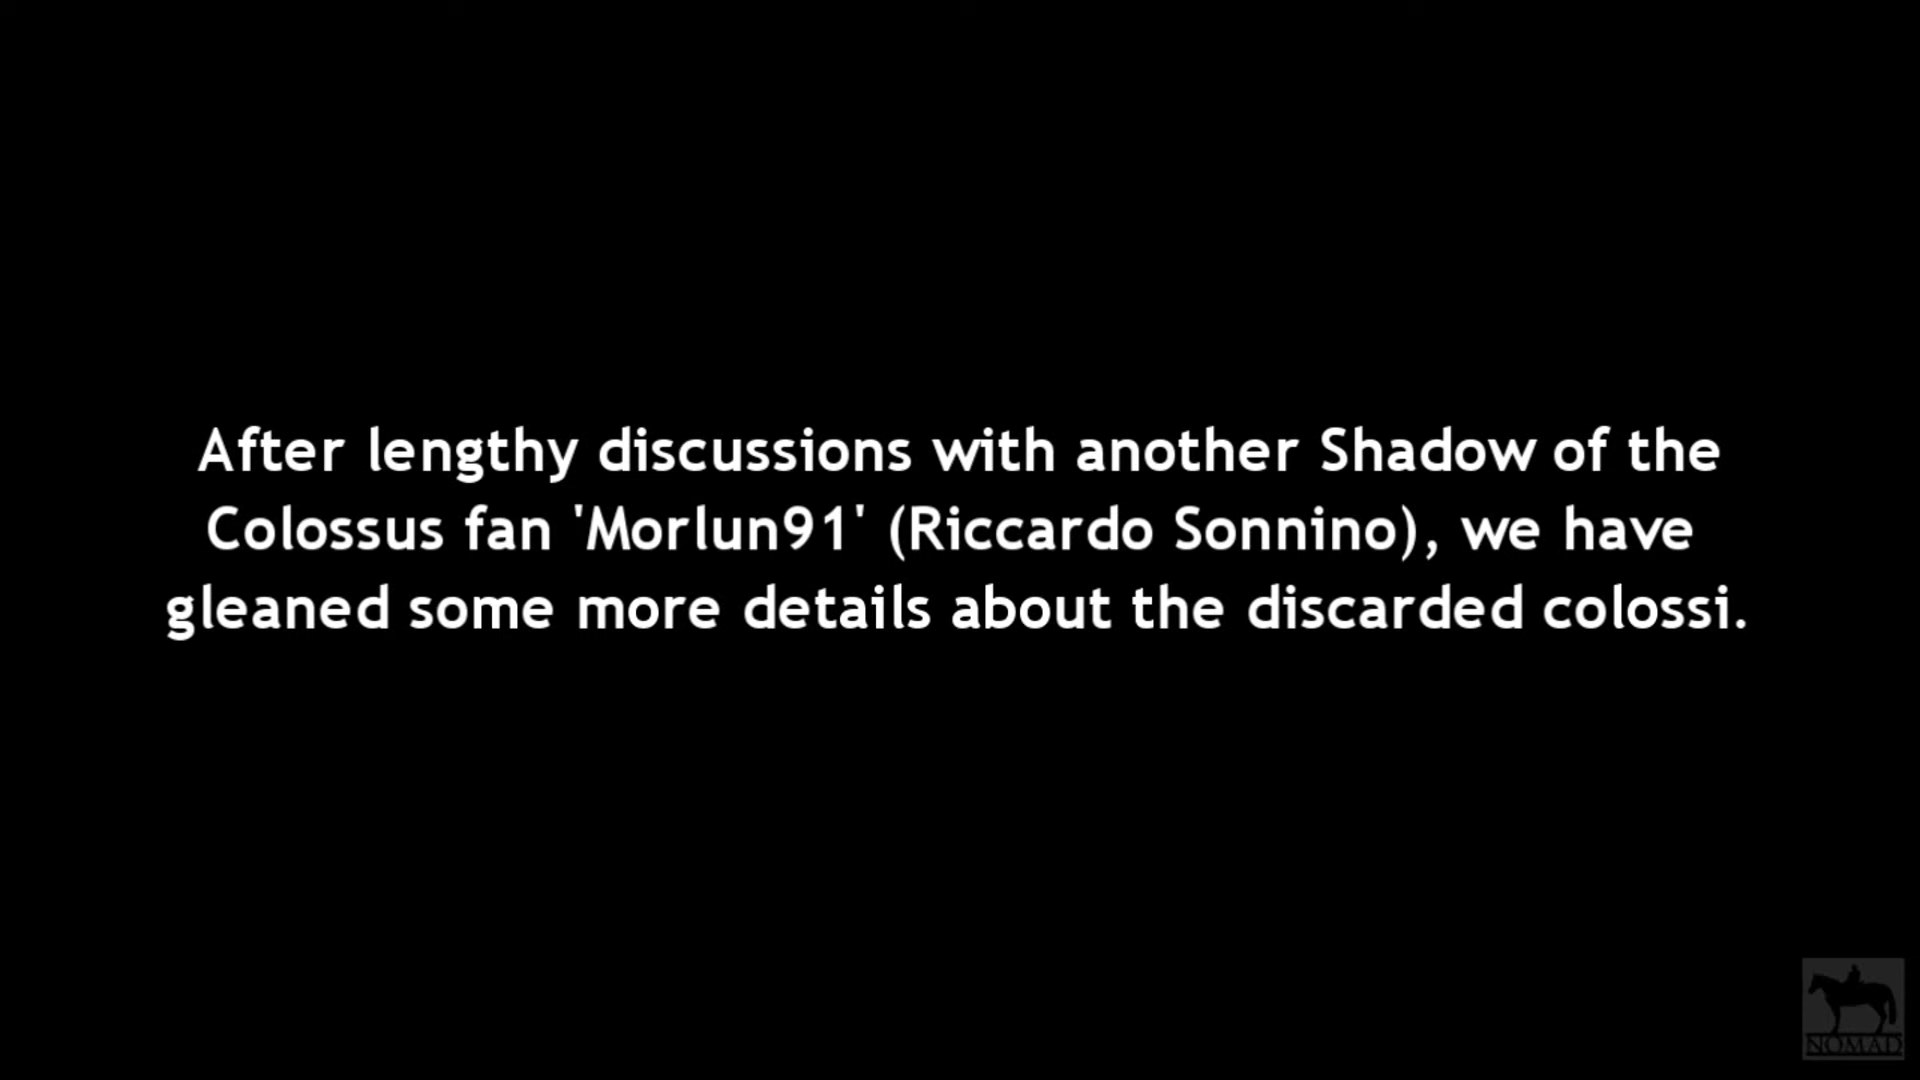 After lengthy discussions with another Shadow of the
Colossus fan 'Morlun91' (Riccardo Sonnino), we have
gleaned some more details about the discarded colossi.
NOMAD